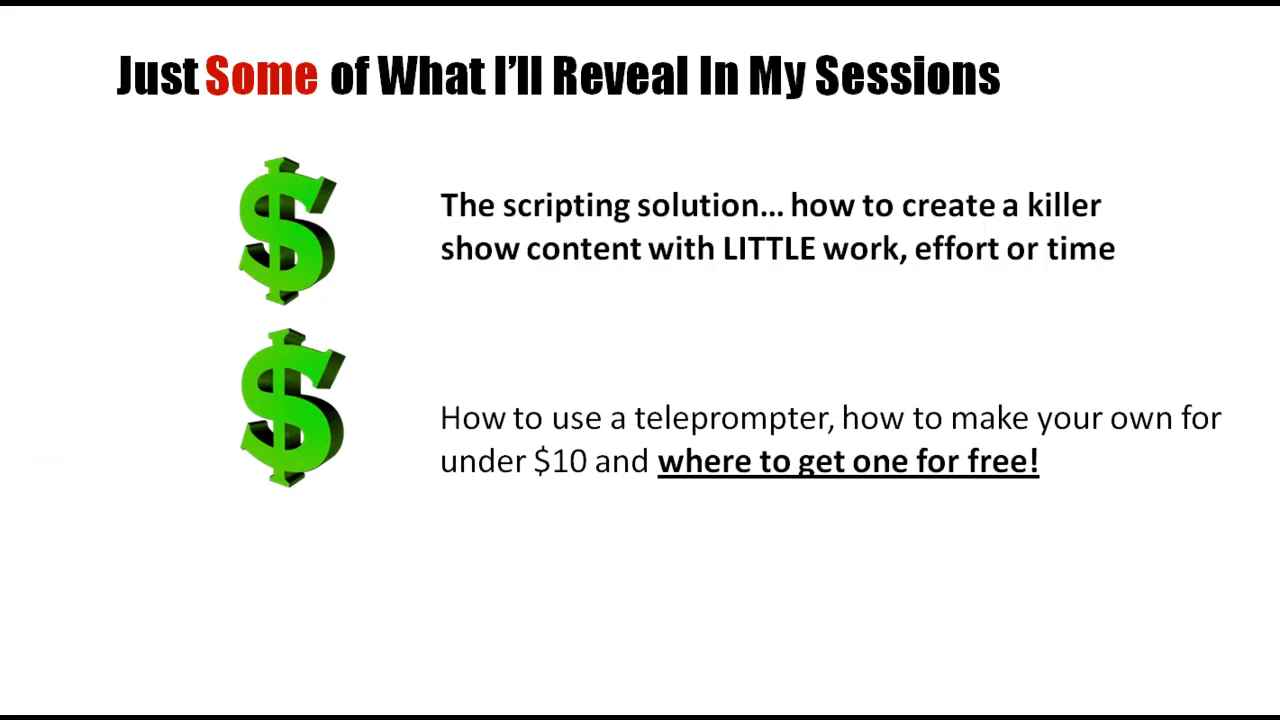 Just Some of What I’ll Reveal In My Sessions
The scripting solution... how to create a killer
show content with LITTLE work, effort or time
How to use a teleprompter, how to make your own for
under $10 and where to get one for free!